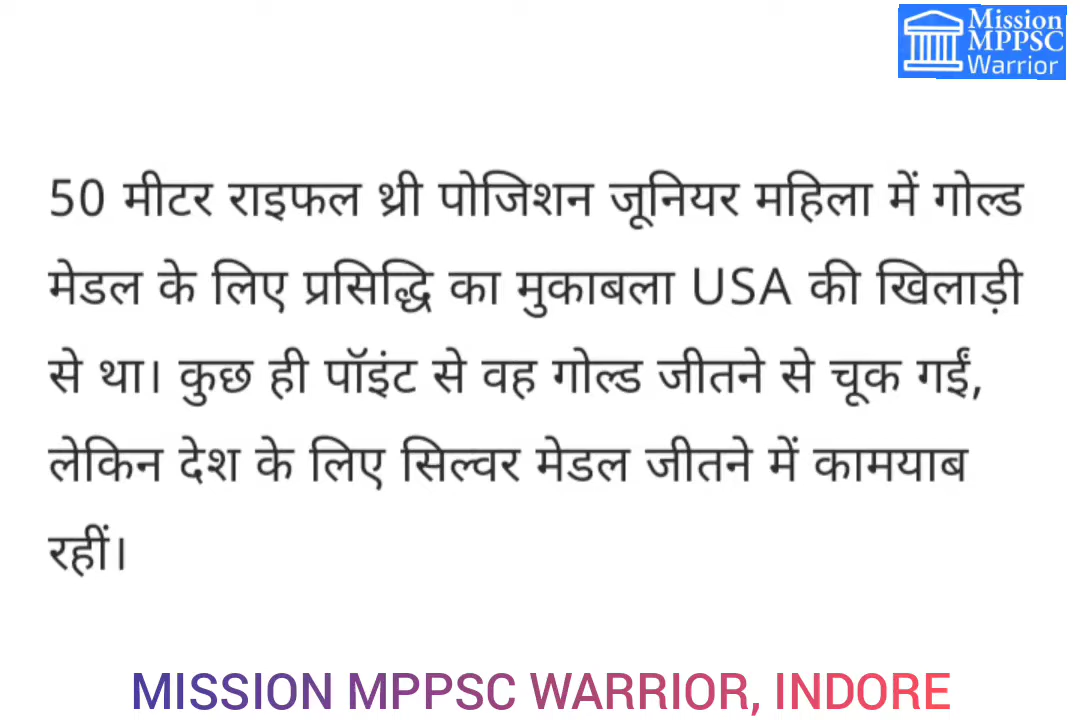 Mission
MPPSC
Warrior
50 मीटर राइफल थ्री पोजिशन जूनियर महिला में गोल्ड
मेडल के लिए प्रसिद्धि का मुकाबला USA की खिलाड़ी
से था। कुछ ही पॉइंट से वह गोल्ड जीतने से चूक गईं,
लेकिन देश के लिए सिल्वर मेडल जीतने में कामयाब
रहीं।
MISSION MPPSC WARRIOR, INDORE